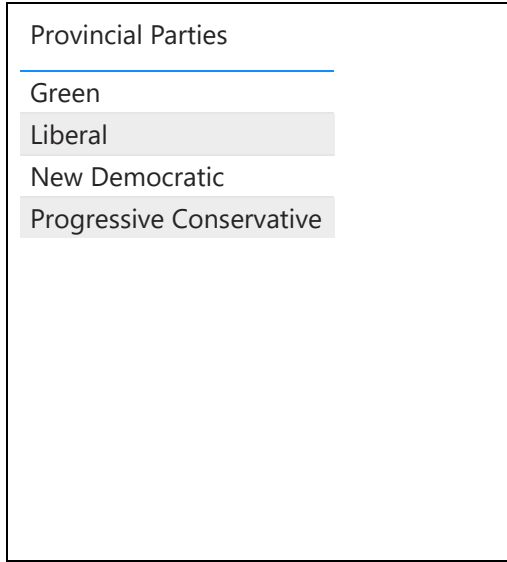 Provincial Parties
Green
Liberal
New Democratic
Progressive Conservative